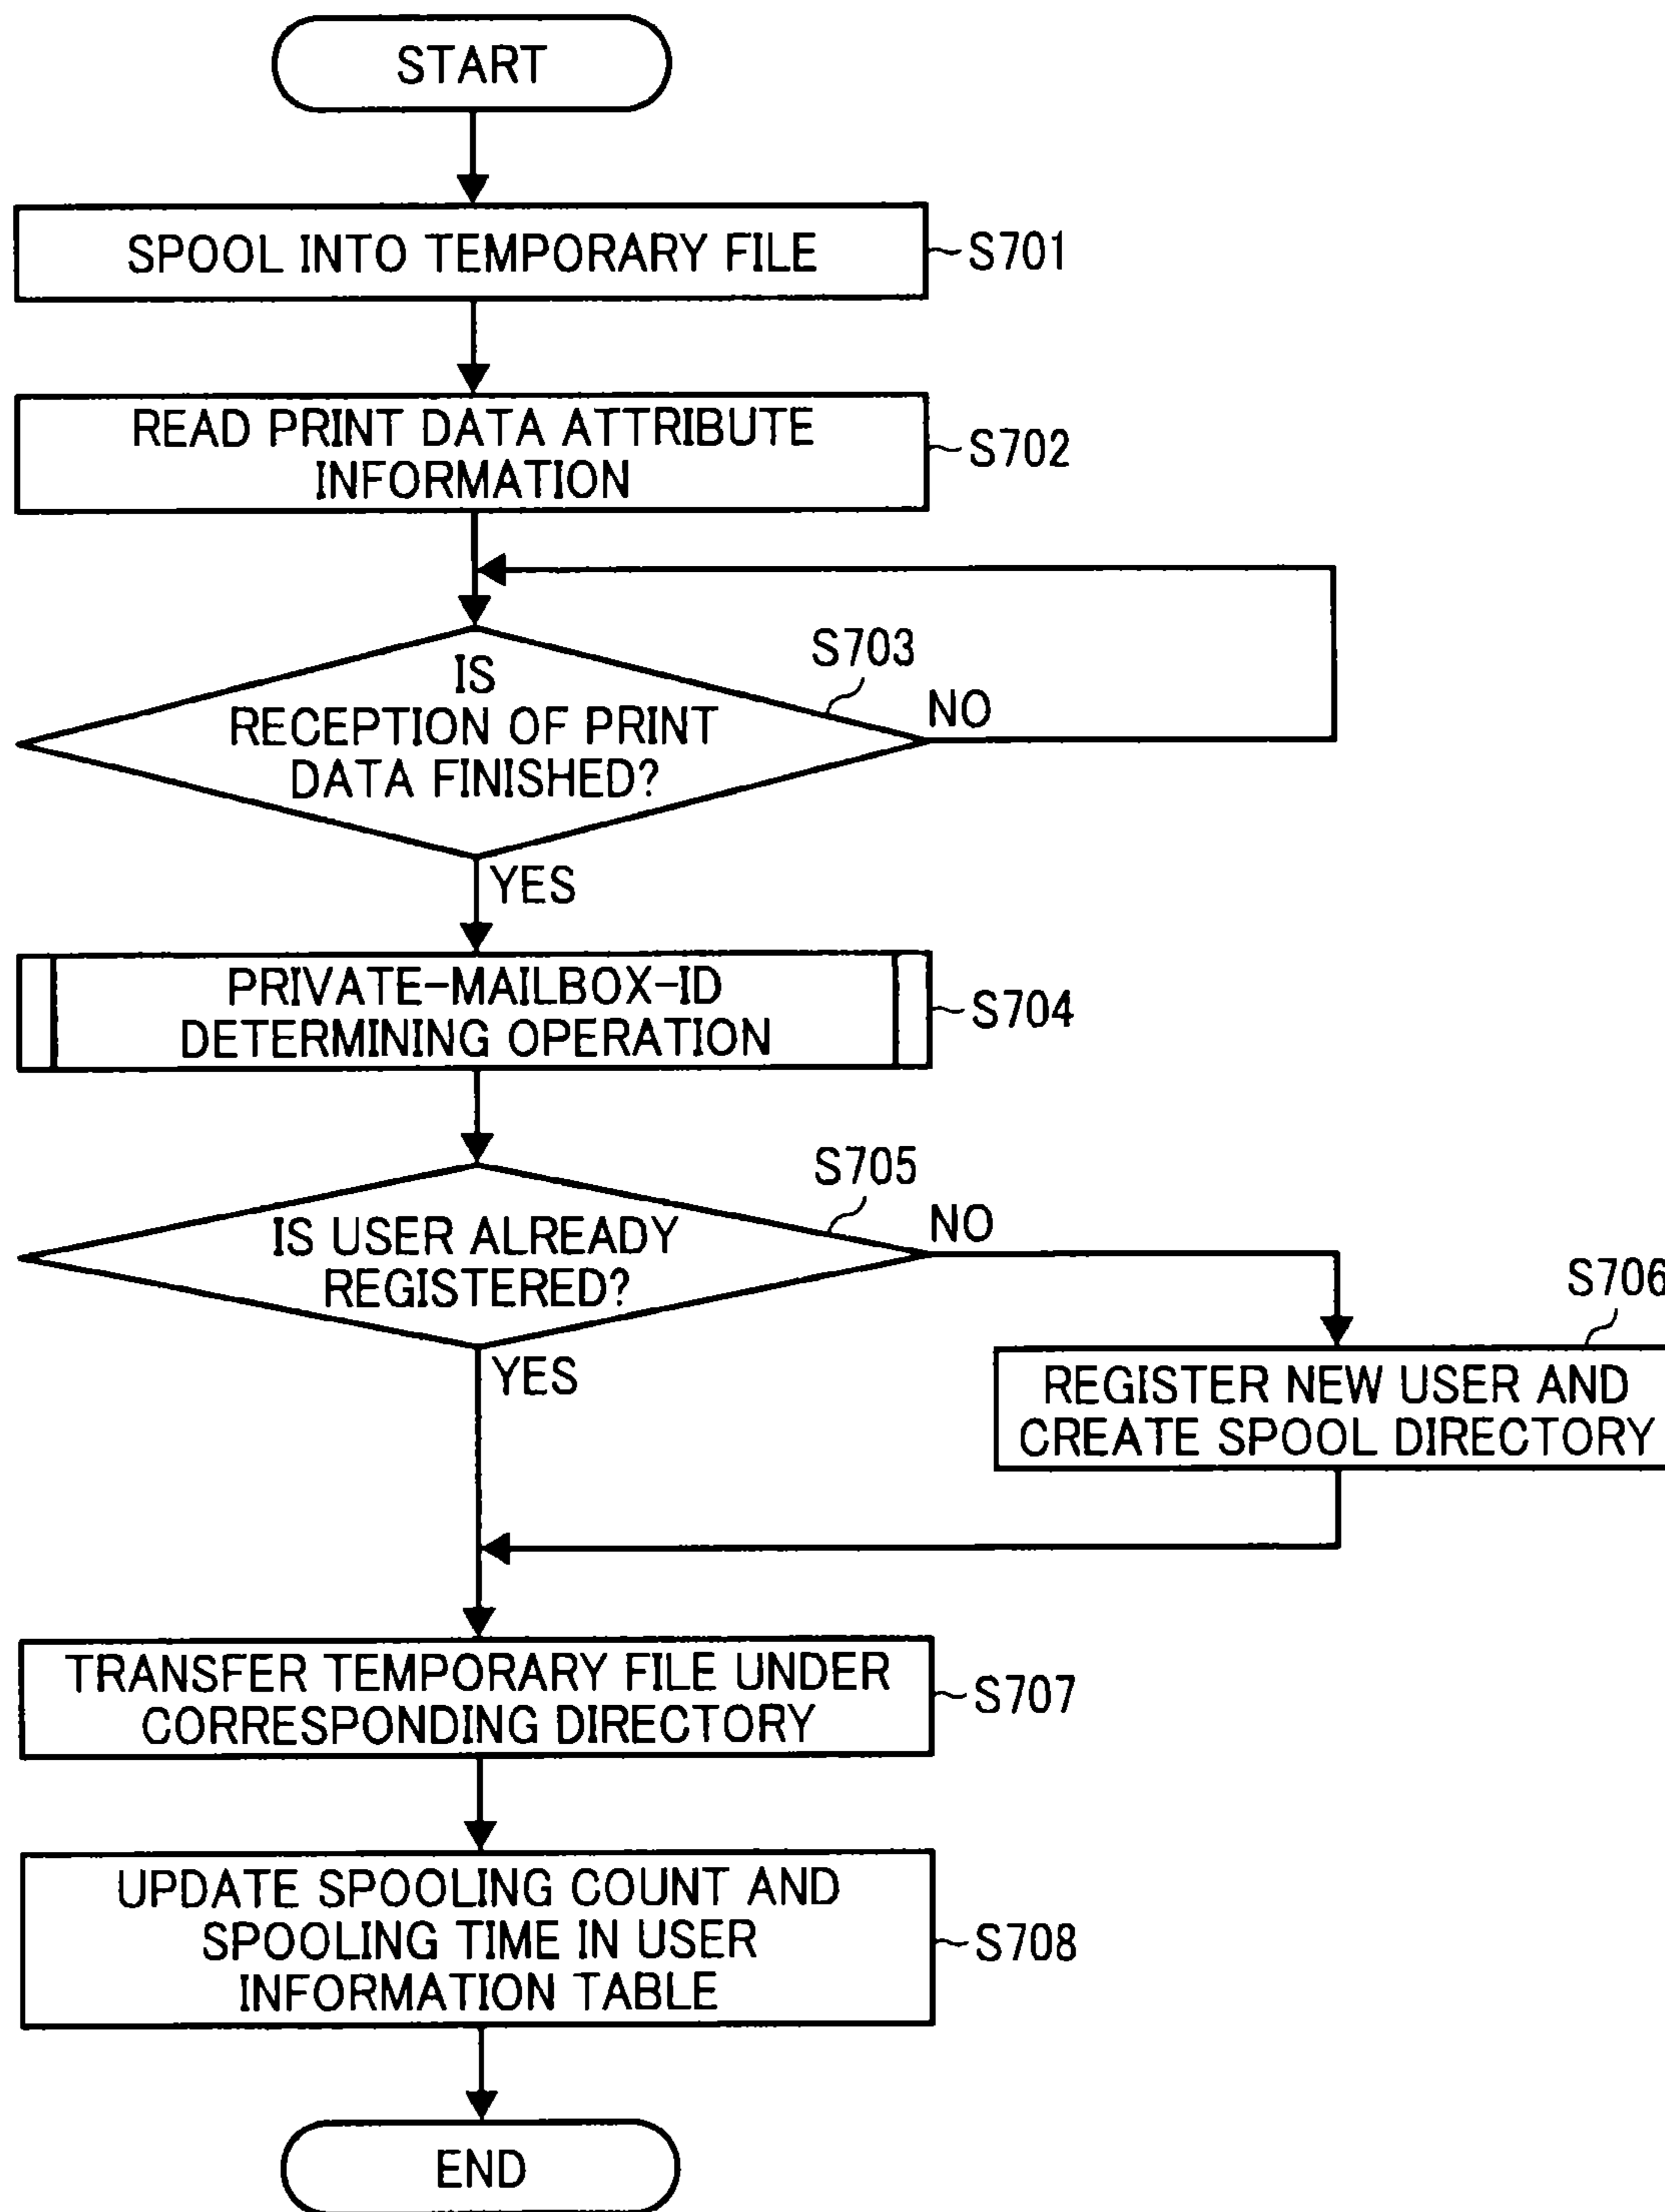 START
SPOOL INTO TEMPORARY FILE
S701
READ PRINT DATA ATTRIBUTE
INFORMATION
S702
S703
IS
RECEPTION OF PRINT
DATA FINISHED?
NO
YES
PRIVATE-MAILBOX-ID
DETERMINING OPERATION
S704
S705
IS USER ALREADY
REGISTERED?
NO
YES
S706
REGISTER NEW USER AND
CREATE SPOOL DIRECTORY
TRANSFER TEMPORARY FILE UNDER
CORRESPONDING DIRECTORY
S707
UPDATE SPOOLING COUNT AND
SPOOLING TIME IN USER
INFORMATION TABLE
S708
END